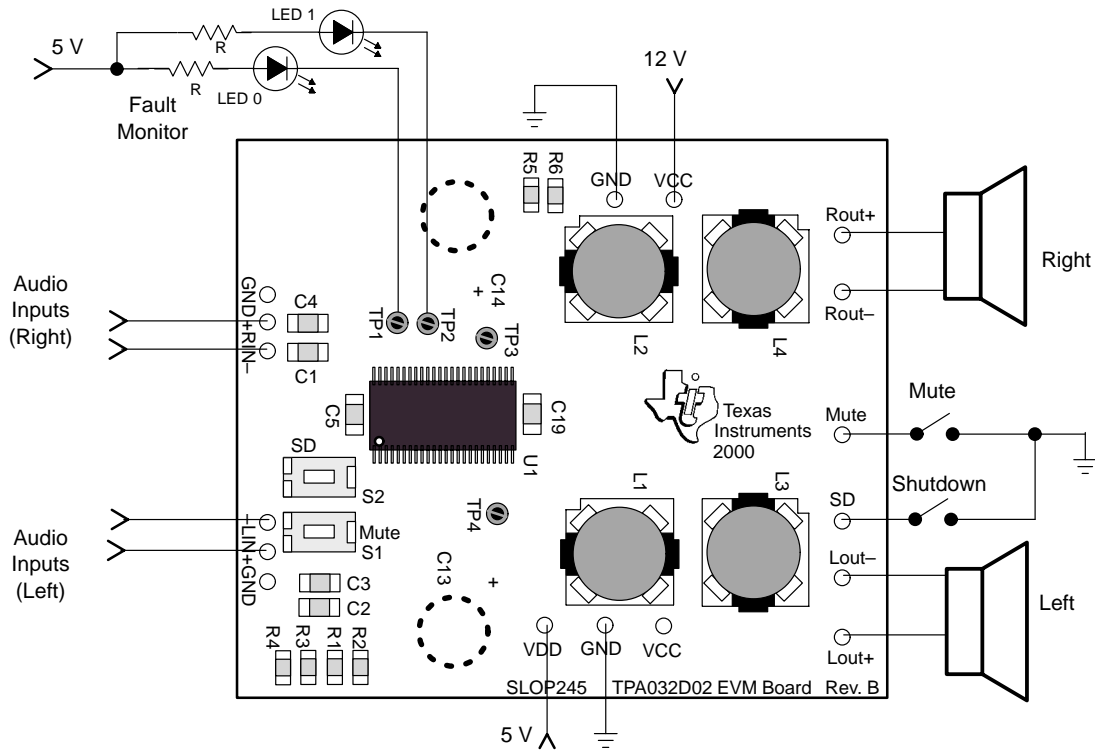 LED 1
5 V
R
R
LED 0
Fault
Monitor
12 V
R5
R6
GND
VCC
Rout+
Right
Rout–
Audio
Inputs
(Right)
GND
+RIN–
C4
C1
TP1
TP2
C14
+
TP3
L2
L4
C5
C19
U1
Texas
Instruments
2000
Mute
Mute
SD
S2
Shutdown
SD
TP4
L1
L3
Audio
Inputs
(Left)
–LIN+GND
Mute
S1
C3
C2
C13
+
Lout–
Left
Lout+
R4
R3
R1
R2
VDD
GND
VCC
SLOP245
TPA032D02 EVM Board
Rev. B
5 V